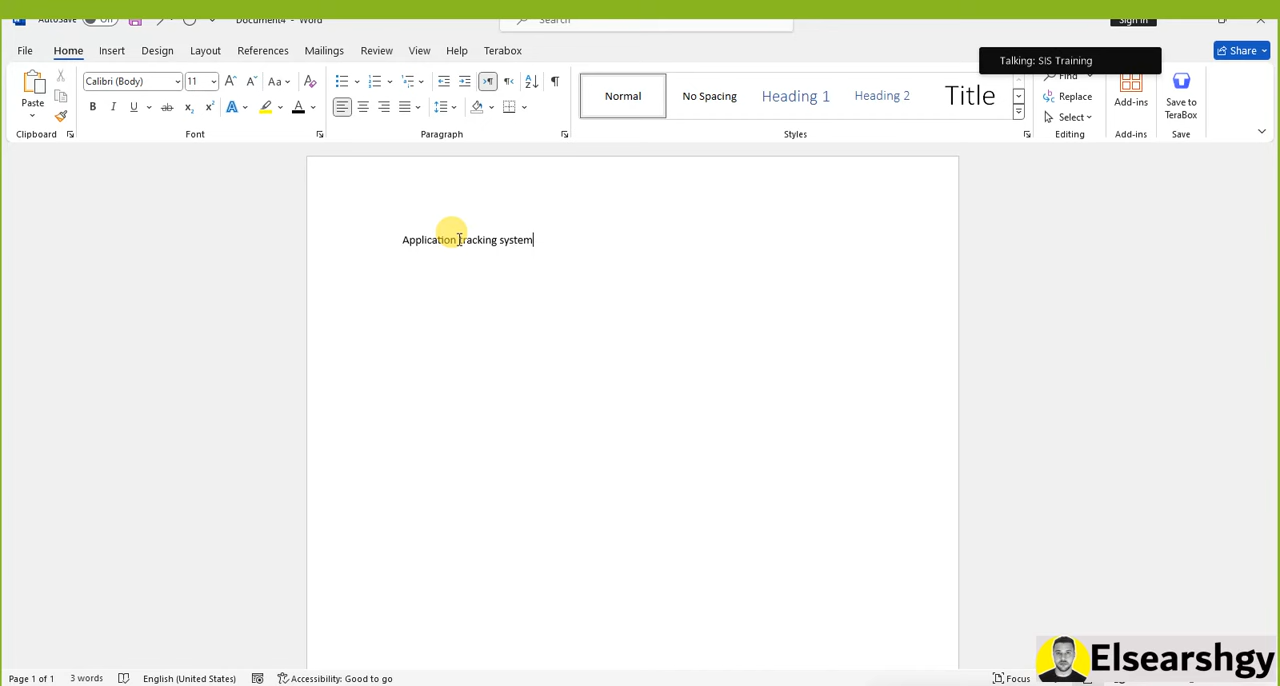 AutoSave Off Document4 - Word Search Sign in
File Home Insert Design Layout References Mailings Review View Help Terabox Share
Talking: SIS Training
Paste Calibri (Body) 11 Aa Normal No Spacing Heading 1 Heading 2 Title Find Replace Select Add-ins Save to TeraBox
Clipboard Font Paragraph Styles Editing Add-ins Save
Application tracking system
Page 1 of 1 3 words English (United States) Accessibility: Good to go Focus
Elsearshgy